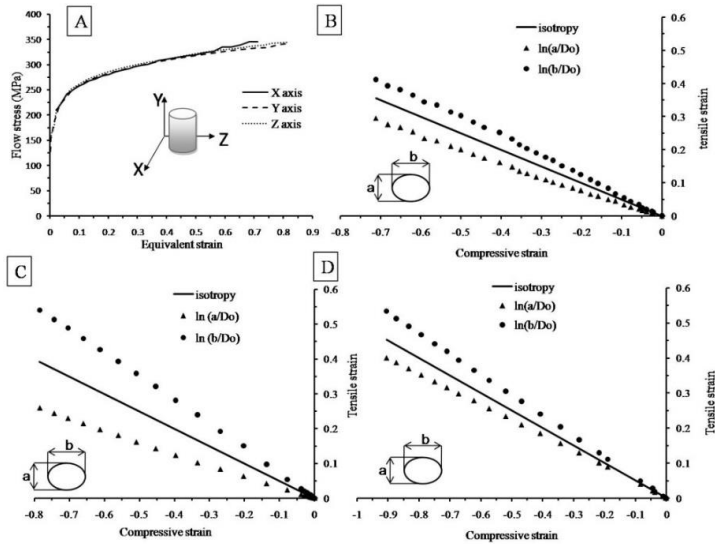 A
400
350
300
250
200
150
100
50
0
Flow stress (MPa)
0 0.1 0.2 0.3 0.4 0.5 0.6 0.7 0.8 0.9
Equivalent strain
X axis
Y axis
Z axis
Y
Z
X
B
isotropy
ln(a/Do)
ln(b/Do)
0.6
0.5
0.4
0.3
0.2
0.1
0
tensile strain
b
a
-0.8 -0.7 -0.6 -0.5 -0.4 -0.3 -0.2 -0.1 0
Compressive strain
C
isotropy
ln (a/Do)
ln (b/Do)
0.6
0.5
0.4
0.3
0.2
0.1
0
Tensile strain
b
a
-0.8 -0.7 -0.6 -0.5 -0.4 -0.3 -0.2 -0.1 0
Compressive strain
D
isotropy
ln(a/Do)
ln(b/Do)
0.6
0.5
0.4
0.3
0.2
0.1
0
Tensile strain
b
a
-1 -0.9 -0.8 -0.7 -0.6 -0.5 -0.4 -0.3 -0.2 -0.1 0
Compressive strain